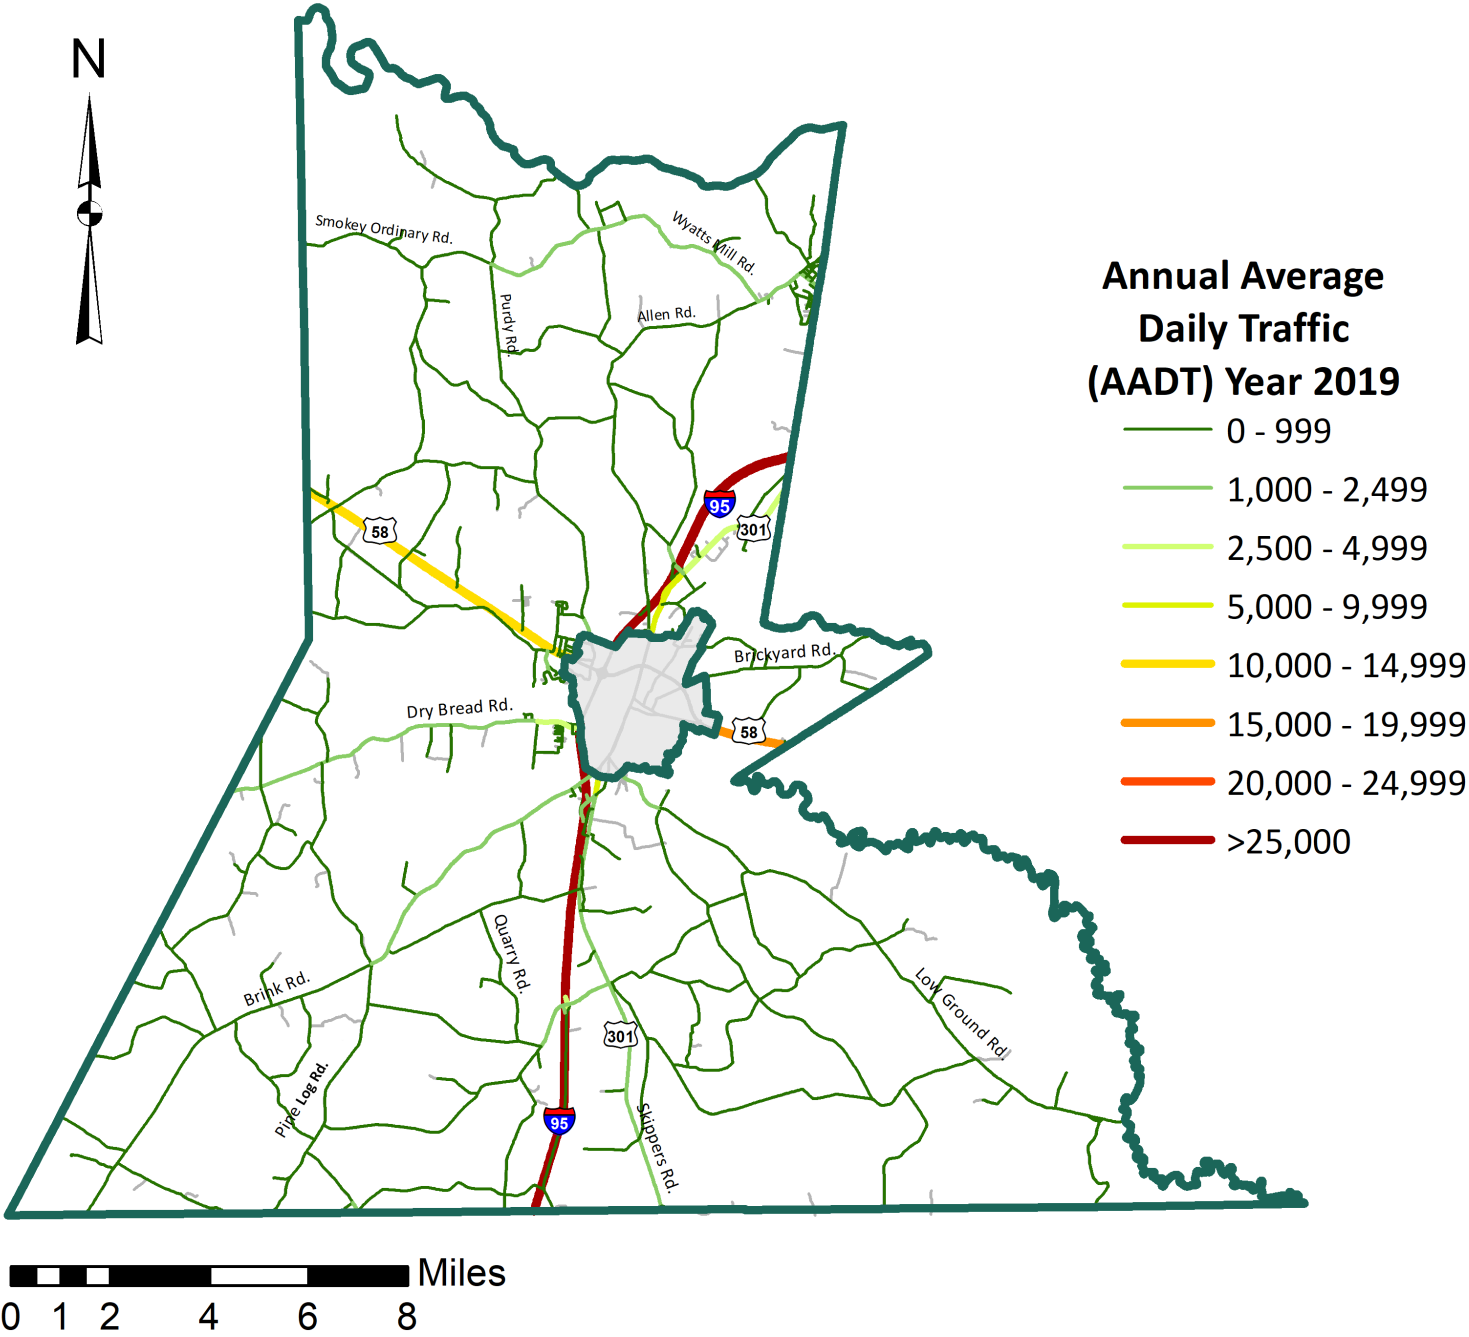 N
Smokey Ordinary Rd.
Wyatts Mill Rd.
Purdy Rd.
Allen Rd.
95
301
58
Brickyard Rd.
Dry Bread Rd.
58
Quarry Rd.
Brink Rd.
Low Ground Rd.
301
Pine Log Rd.
95
Skippers Rd.
Annual Average
Daily Traffic
(AADT) Year 2019
0 - 999
1,000 - 2,499
2,500 - 4,999
5,000 - 9,999
10,000 - 14,999
15,000 - 19,999
20,000 - 24,999
>25,000
Miles
0 1 2 4 6 8